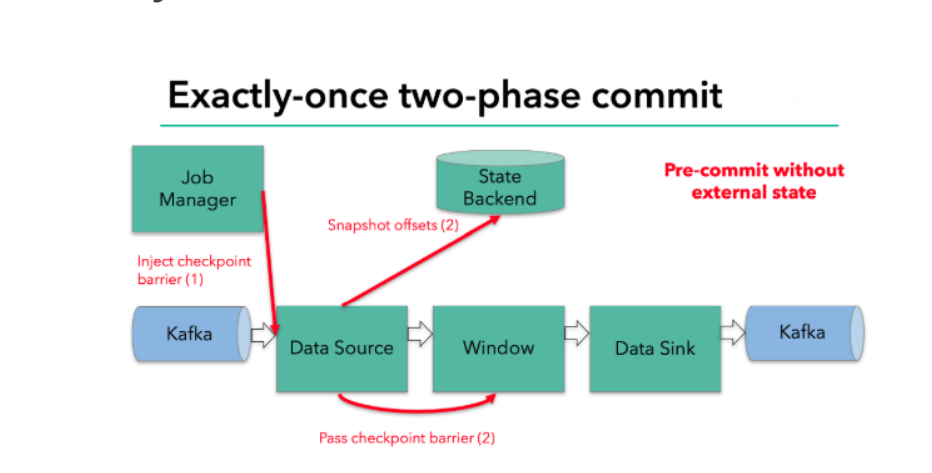 Exactly-once two-phase commit
Job
Manager
State
Backend
Pre-commit without
external state
Snapshot offsets (2)
Inject checkpoint
barrier (1)
Kafka
Data Source
Window
Data Sink
Kafka
Pass checkpoint barrier (2)